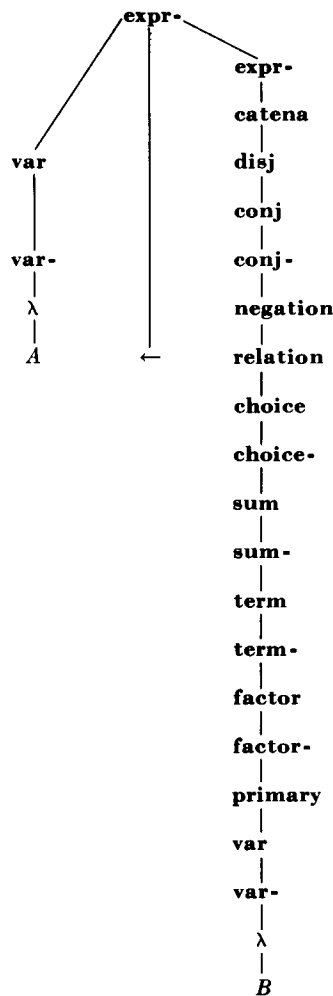 expr-
expr-
catena
var disj
conj
var- conj-
λ negation
A ← relation
choice
choice-
sum
sum-
term
term-
factor
factor-
primary
var
var-
λ
B